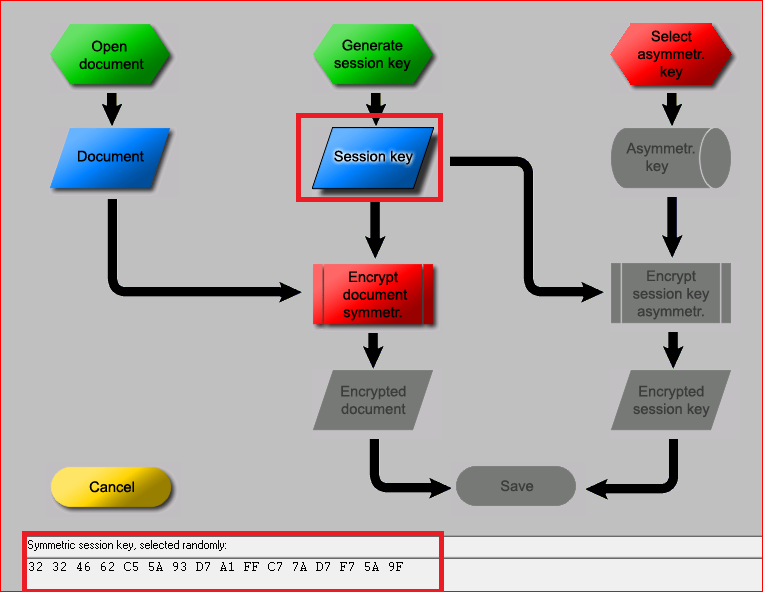 Open
document
Generate
session key
Select
asymmetr.
key
Document
Session key
Asymmetr.
key
Encrypt
document
symmetr.
Encrypt
session key
asymmetr.
Encrypted
document
Encrypted
session key
Cancel
Save
Symmetric session key, selected randomly:
32 32 46 62 C5 5A 93 D7 A1 FF C7 7A D7 F7 5A 9F